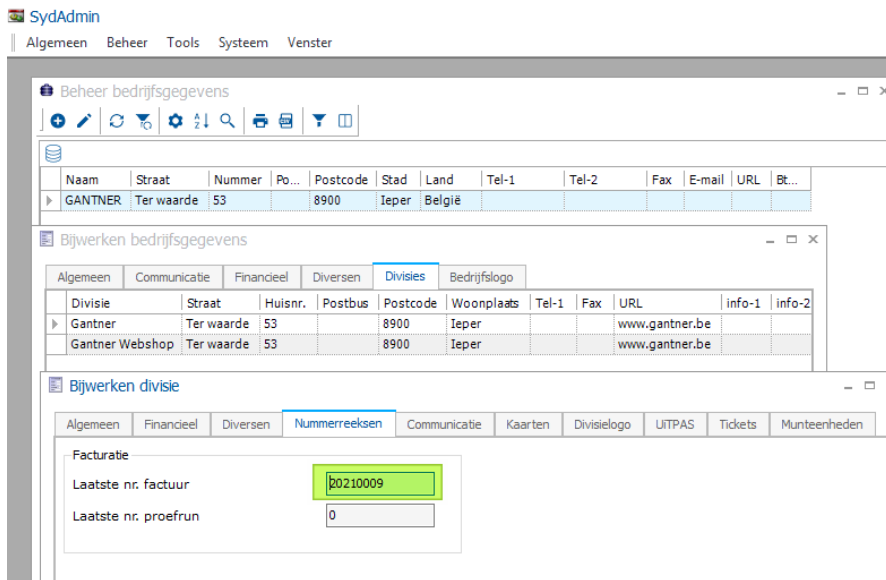 SydAdmin
Algemeen Beheer Tools Systeem Venster
Beheer bedrijfsgegevens
Naam Straat Nummer Po... Postcode Stad Land Tel-1 Tel-2 Fax E-mail URL Bt...
GANTNER Ter waarde 53 8900 Ieper België
Bijwerken bedrijfsgegevens
Algemeen Communicatie Financieel Diversen Divisies Bedrijfslogo
Divisie Straat Huisnr. Postbus Postcode Woonplaats Tel-1 Fax URL info-1 info-2
Gantner Ter waarde 53 8900 Ieper www.gantner.be
Gantner Webshop Ter waarde 53 8900 Ieper www.gantner.be
Bijwerken divisie
Algemeen Financieel Diversen Nummerreeksen Communicatie Kaarten Divisielogo UiTPAS Tickets Munteenheden
Facturatie
Laatste nr. factuur 20210009
Laatste nr. proefrun 0